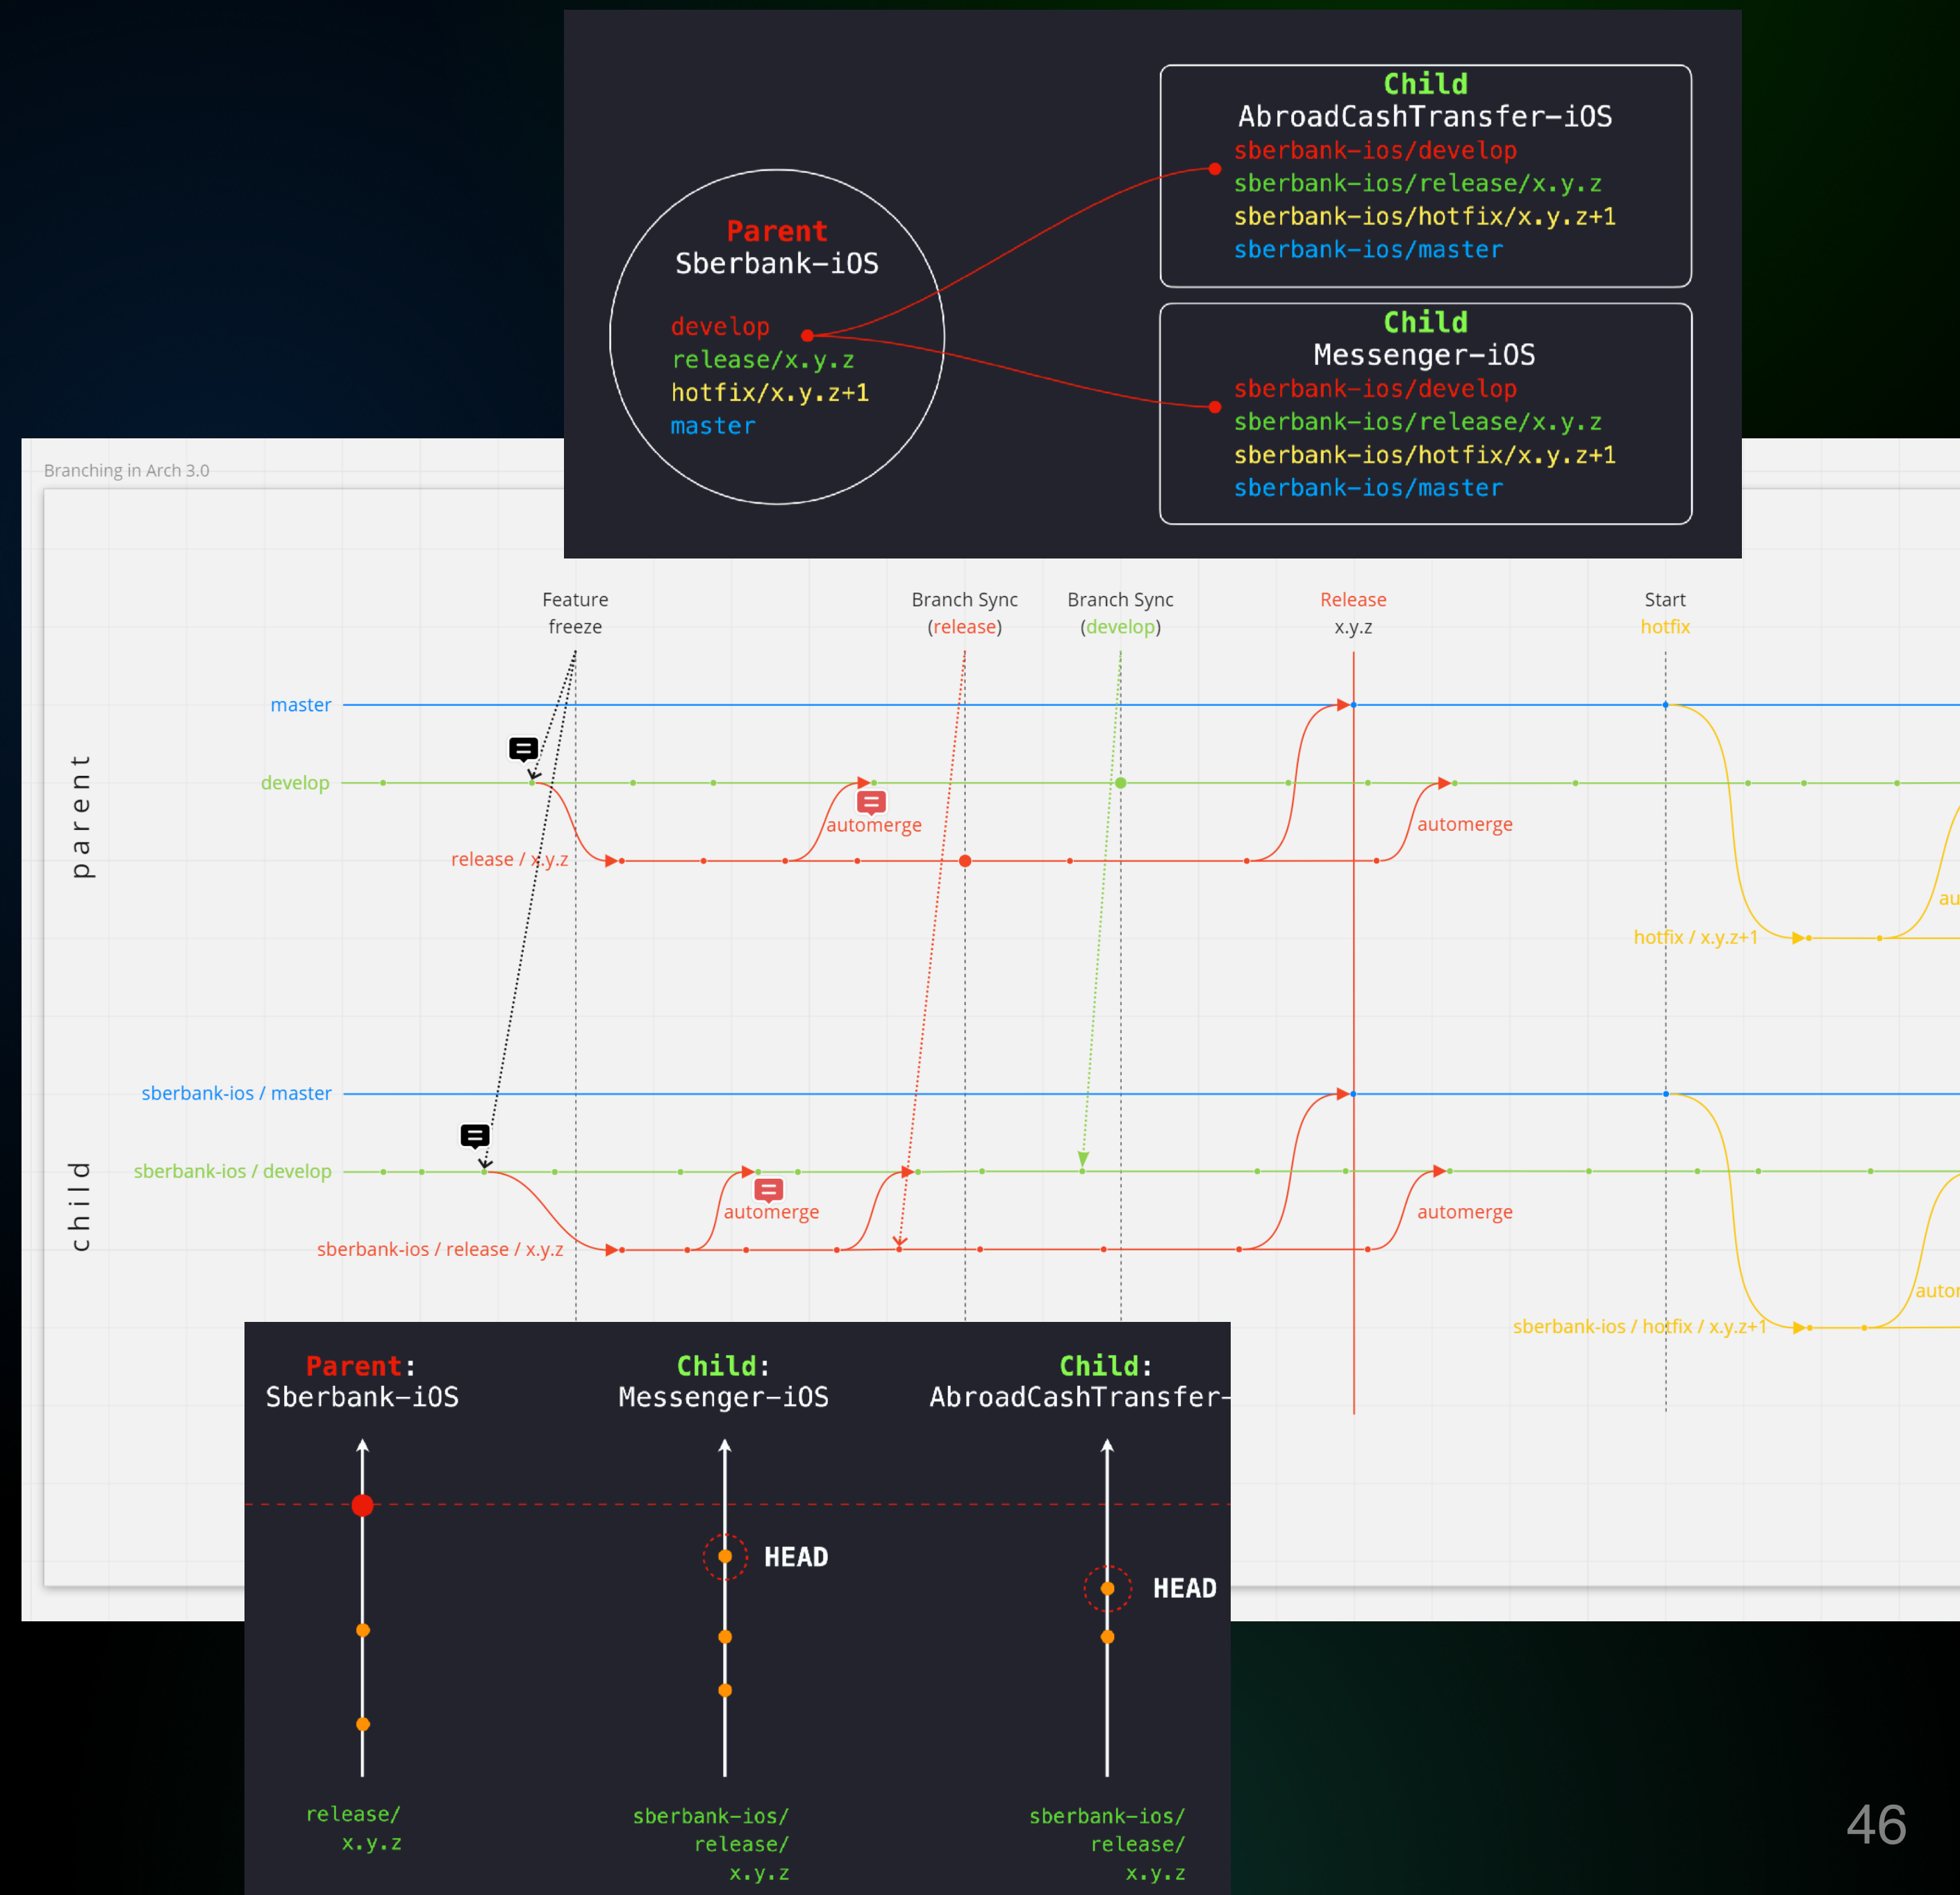 Parent
Sberbank-iOS
develop
release/x.y.z
hotfix/x.y.z+1
master
Child
AbroadCashTransfer-iOS
sberbank-ios/develop
sberbank-ios/release/x.y.z
sberbank-ios/hotfix/x.y.z+1
sberbank-ios/master
Child
Messenger-iOS
sberbank-ios/develop
sberbank-ios/release/x.y.z
sberbank-ios/hotfix/x.y.z+1
sberbank-ios/master
Branching in Arch 3.0
Feature
freeze
Branch Sync
(release)
Branch Sync
(develop)
Release
x.y.z
Start
hotfix
parent
master
develop
automerge
automerge
release / x.y.z
au
hotfix / x.y.z+1
child
sberbank-ios / master
sberbank-ios / develop
automerge
automerge
sberbank-ios / release / x.y.z
autor
sberbank-ios / hotfix / x.y.z+1
Parent:
Sberbank-iOS
Child:
Messenger-iOS
Child:
AbroadCashTransfer-
HEAD
HEAD
release/
x.y.z
sberbank-ios/
release/
x.y.z
sberbank-ios/
release/
x.y.z
46